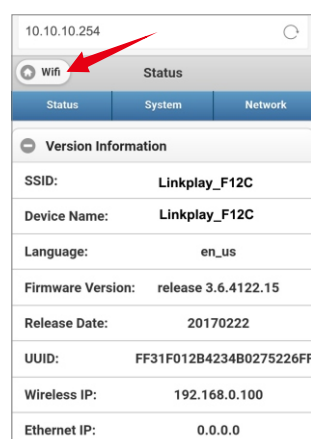 10.10.10.254
Wifi Status
Status System Network
Version Information
SSID: Linkplay_F12C
Device Name: Linkplay_F12C
Language: en_us
Firmware Version: release 3.6.4122.15
Release Date: 20170222
UUID: FF31F012B4234B0275226FF
Wireless IP: 192.168.0.100
Ethernet IP: 0.0.0.0